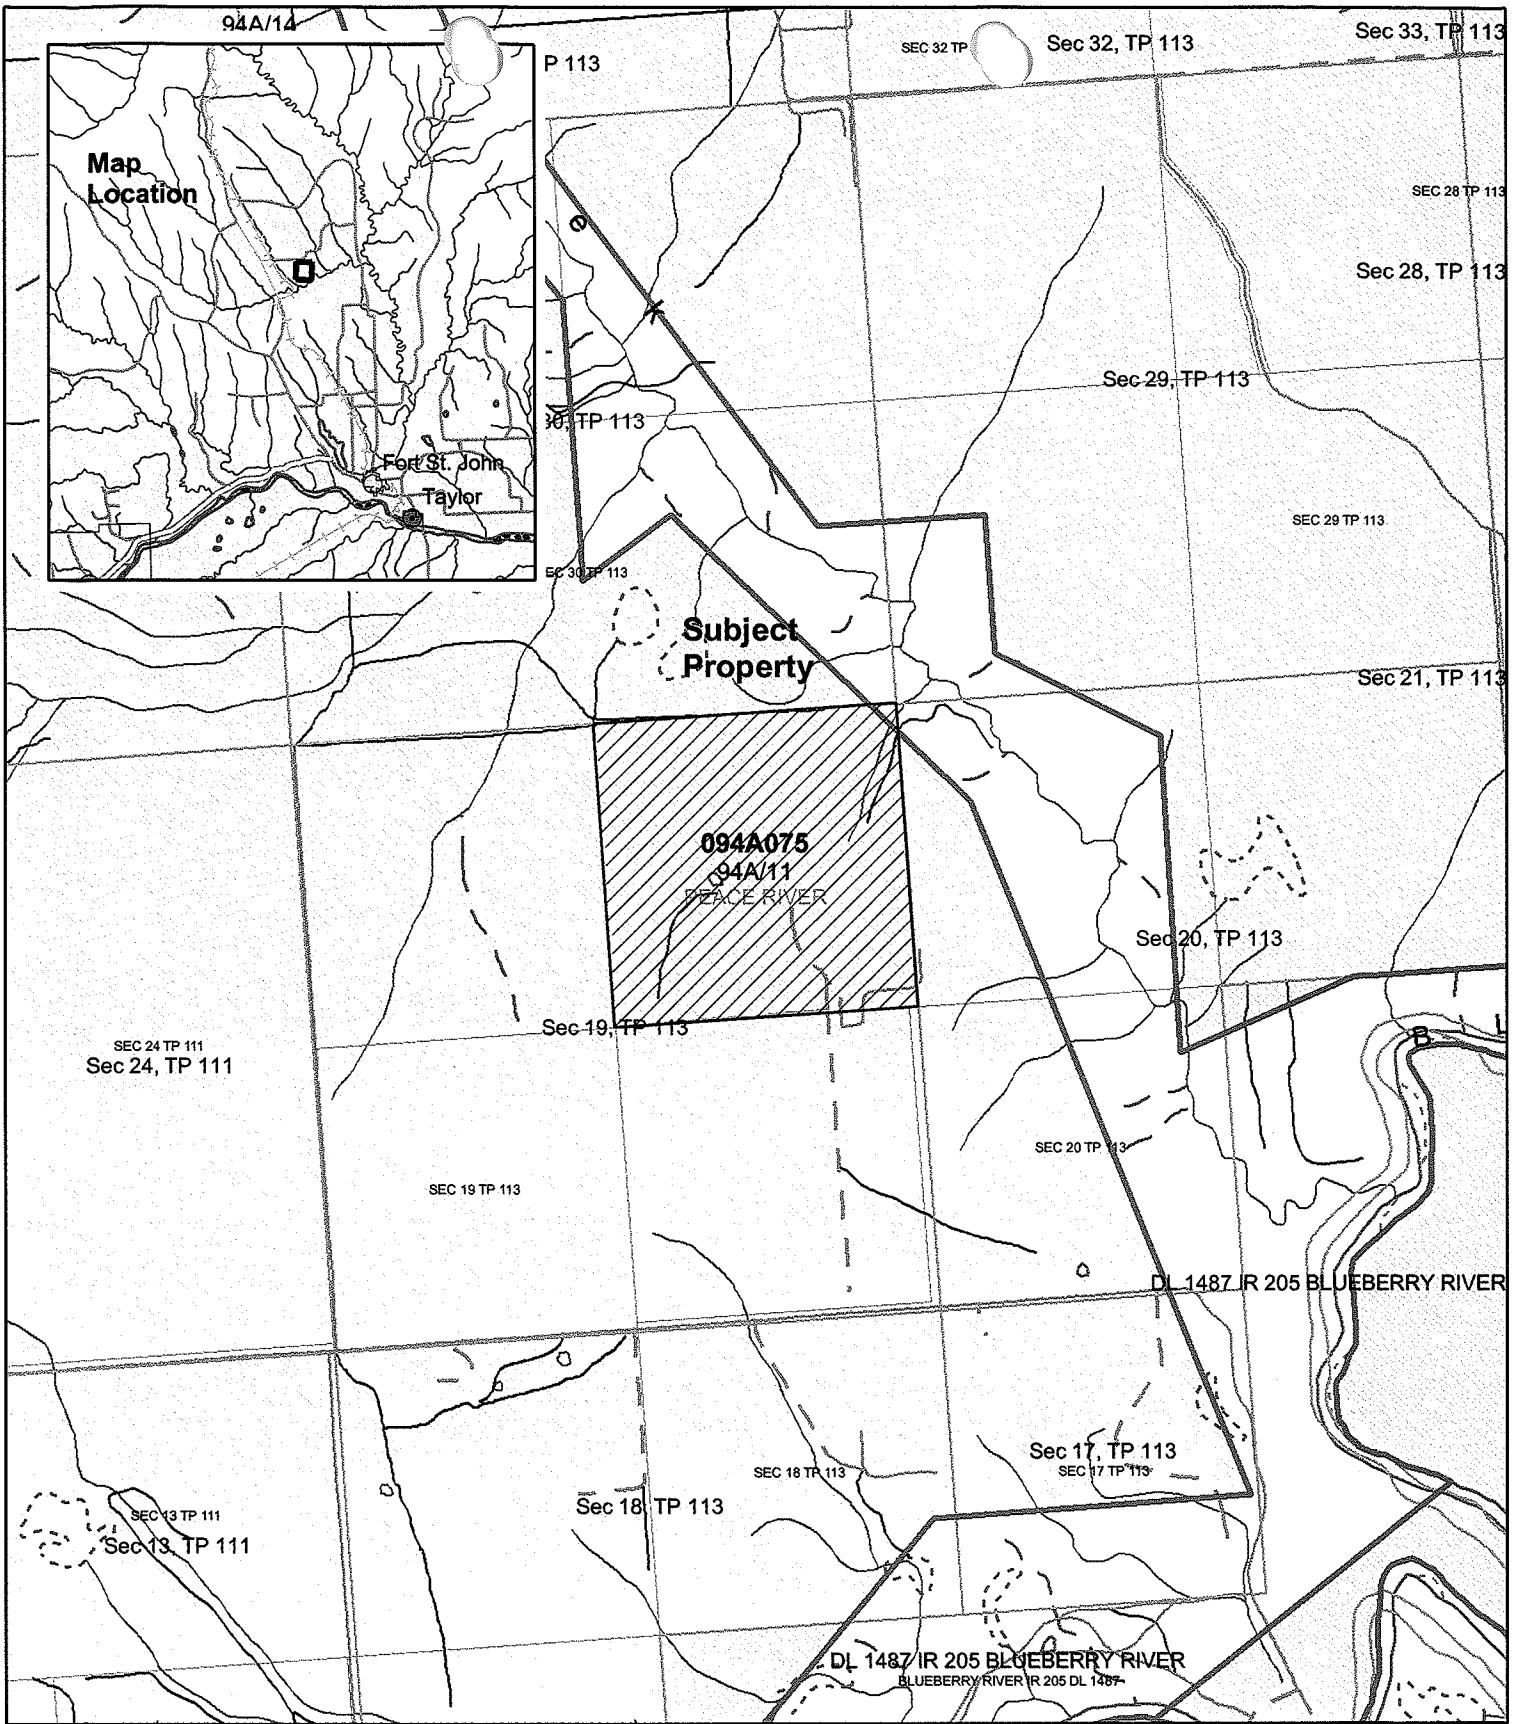 94A/14
P 113
SEC 32 TP
Sec 32, TP 113
Sec 33, TP 113
Map
Location
SEC 28 TP 113
e
Sec 28, TP 113
Sec 29, TP 113
30, TP 113
Fort St. John
Taylor
SEC 29 TP 113
EC 30 TP 113
Subject
Property
Sec 21, TP 113
094A075
94A/11
PEACE RIVER
Sec 20, TP 113
Sec 19, TP 113
B L
SEC 24 TP 111
Sec 24, TP 111
SEC 20 TP 113
SEC 19 TP 113
DL 1487 IR 205 BLUEBERRY RIVER
Sec 17, TP 113
SEC 17 TP 113
SEC 18 TP 113
Sec 18, TP 113
SEC 13 TP 111
Sec 13, TP 111
DL 1487 IR 205 BLUEBERRY RIVER
BLUEBERRY RIVER IR 205 DL 1487